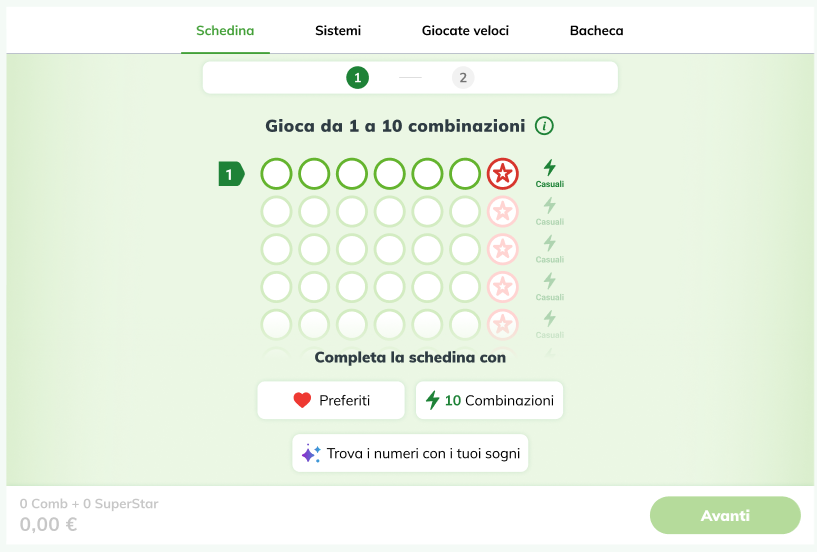 Schedina Sistemi Giocate veloci Bacheca
1 2
Gioca da 1 a 10 combinazioni i
1
Casuali
Casuali
Casuali
Casuali
Casuali
Completa la schedina con
Preferiti 10 Combinazioni
Trova i numeri con i tuoi sogni
0 Comb + 0 SuperStar
0,00 €
Avanti